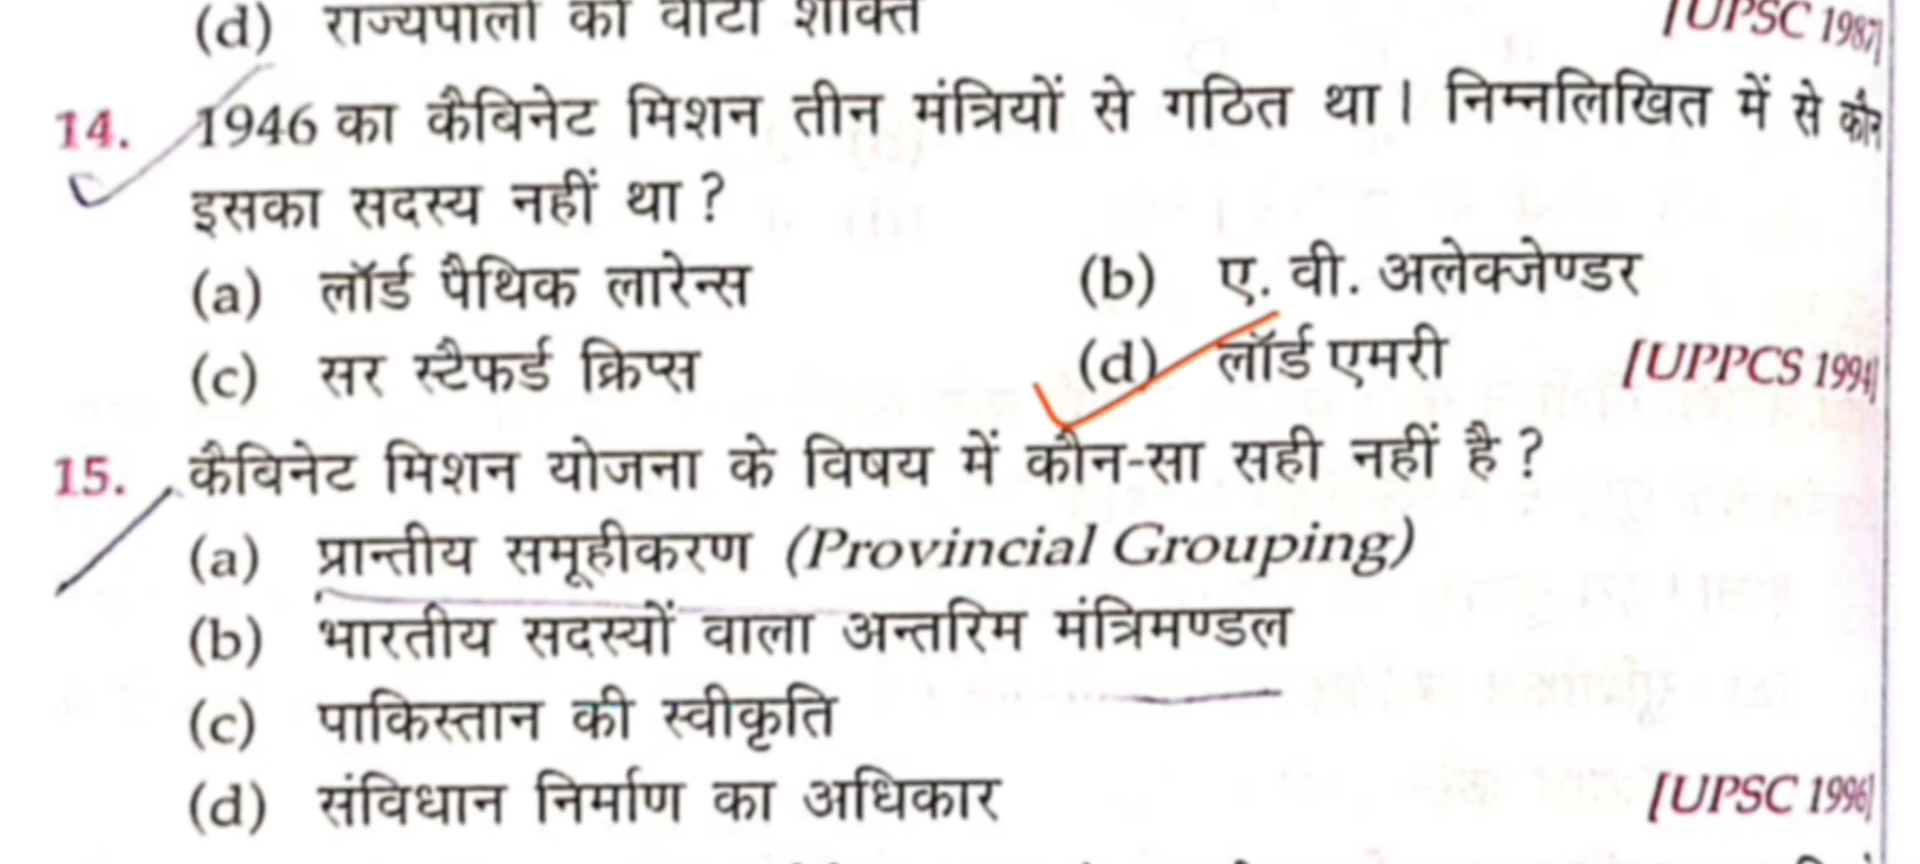 (d) राज्यपालों की वीटो शक्ति [UPSC 1987]
14. 1946 का कैबिनेट मिशन तीन मंत्रियों से गठित था। निम्नलिखित में से कौन
इसका सदस्य नहीं था ?
(a) लॉर्ड पैथिक लारेन्स (b) ए. वी. अलेक्जेण्डर
(c) सर स्टैफर्ड क्रिप्स (d) लॉर्ड एमरी [UPPCS 1994]
15. कैबिनेट मिशन योजना के विषय में कौन-सा सही नहीं है ?
(a) प्रान्तीय समूहीकरण (Provincial Grouping)
(b) भारतीय सदस्यों वाला अन्तरिम मंत्रिमण्डल
(c) पाकिस्तान की स्वीकृति
(d) संविधान निर्माण का अधिकार [UPSC 1996]